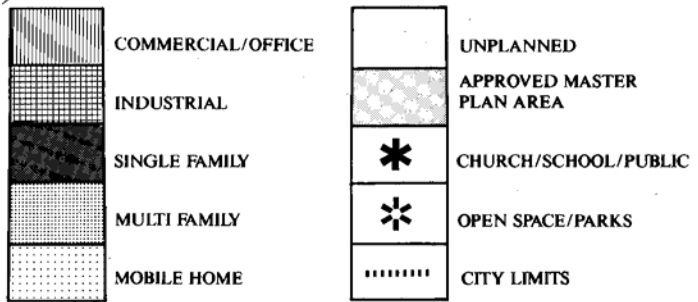 COMMERCIAL/OFFICE
INDUSTRIAL
SINGLE FAMILY
MULTI FAMILY
MOBILE HOME
UNPLANNED
APPROVED MASTER
PLAN AREA
CHURCH/SCHOOL/PUBLIC
OPEN SPACE/PARKS
CITY LIMITS